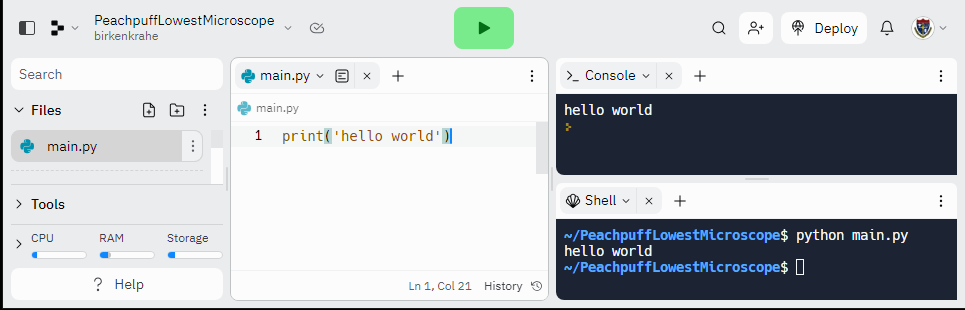 PeachpuffLowestMicroscope
birkenkrahe
Deploy
Search
Files
main.py
Tools
CPU RAM Storage
? Help
main.py
main.py
1 print('hello world')
Ln 1, Col 21 History
>_ Console
hello world
Shell
~/PeachpuffLowestMicroscope$ python main.py
hello world
~/PeachpuffLowestMicroscope$